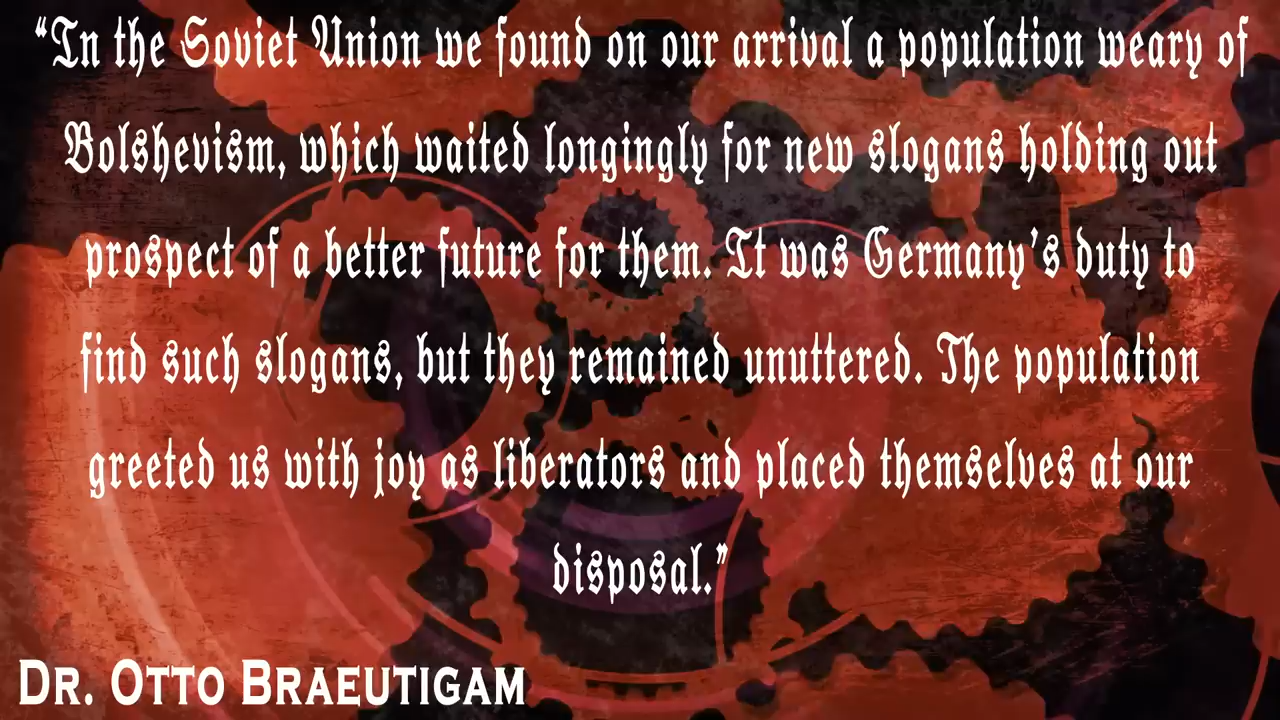 “In the Soviet Union we found on our arrival a population weary of
Bolshevism, which waited longingly for new slogans holding out
prospect of a better future for them. It was Germany’s duty to
find such slogans, but they remained unuttered. The population
greeted us with joy as liberators and placed themselves at our
disposal.”
Dr. Otto Braeutigam